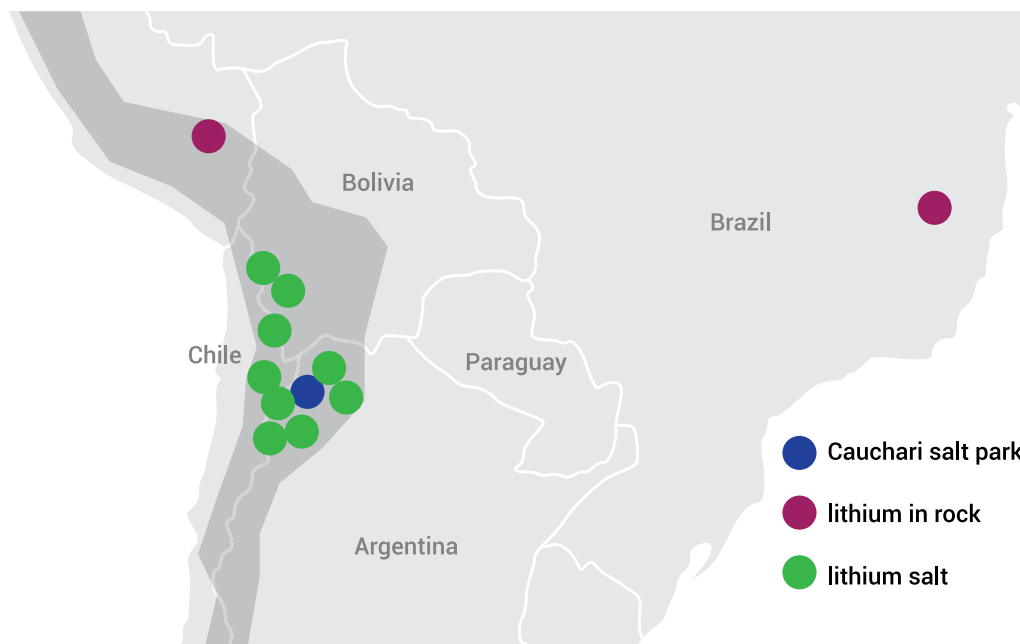 Bolivia
Brazil
Chile
Paraguay
Cauchari salt park
lithium in rock
Argentina
lithium salt